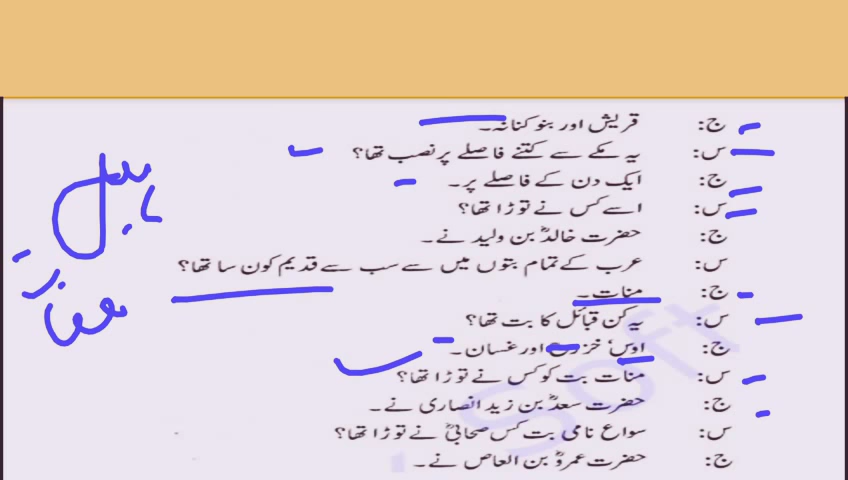 ج: قریش اور بنو کنانہ۔
س: یہ مکے سے کتنے فاصلے پر نصب تھا؟
ج: ایک دن کے فاصلے پر۔
س: اسے کس نے توڑا تھا؟
ج: حضرت خالدؓ بن ولید نے۔
س: عرب کے تمام بتوں میں سے سب سے قدیم کون سا تھا؟
ج: منات۔
س: یہ کن قبائل کا بت تھا؟
ج: اوس‘ خزرج اور غسان۔
س: منات بت کو کس نے توڑا تھا؟
ج: حضرت سعدؓ بن زید انصاری نے۔
س: سواع نامی بت کس صحابیؓ نے توڑا تھا؟
ج: حضرت عمروؓ بن العاص نے۔
Soft